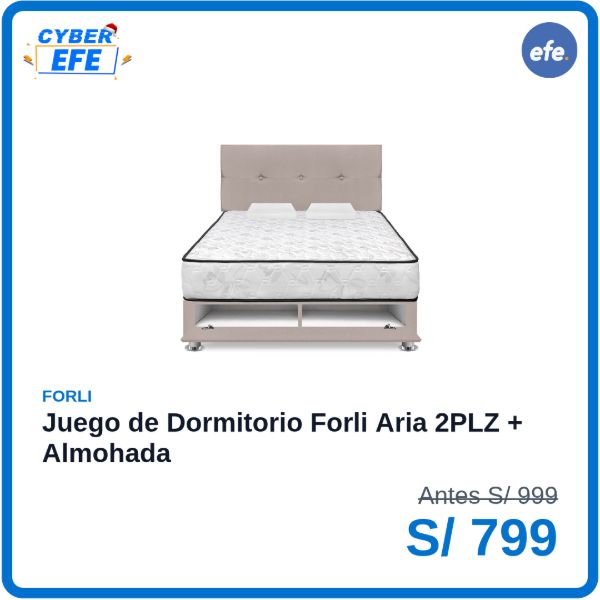 CYBER
EFE
efe.
FORLI
Juego de Dormitorio Forli Aria 2PLZ +
Almohada
Antes S/ 999
S/ 799